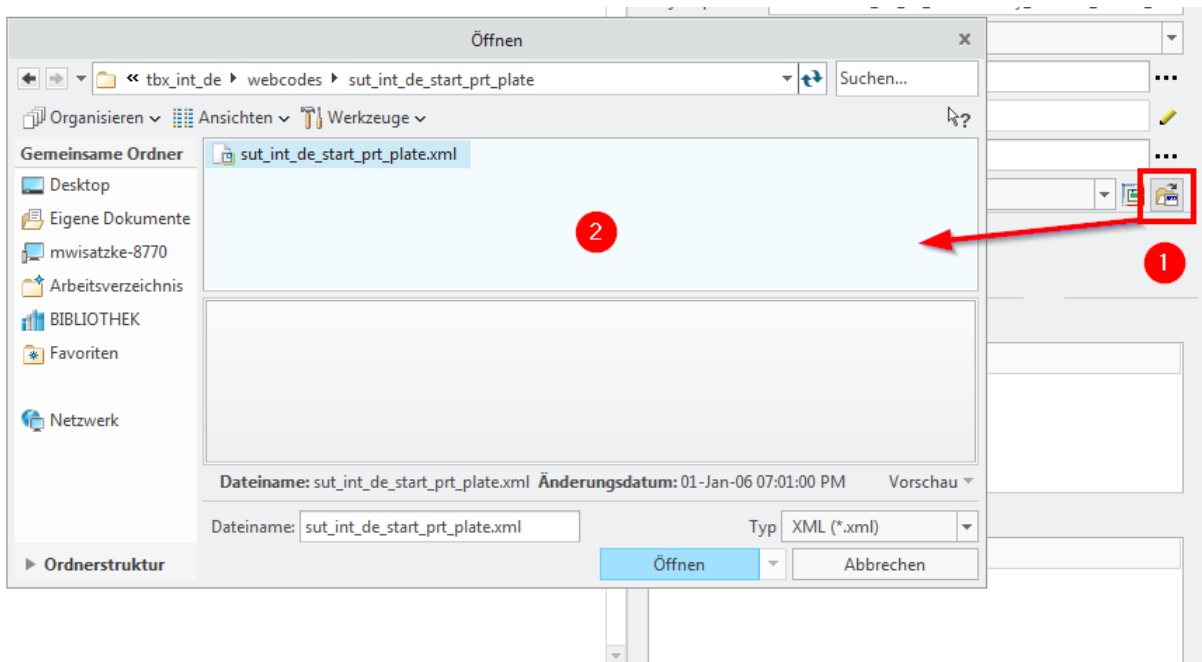 Öffnen
« tbx_int_de webcodes sut_int_de_start_prt_plate Suchen...
Organisieren Ansichten Werkzeuge ?
Gemeinsame Ordner
sut_int_de_start_prt_plate.xml
Desktop
Eigene Dokumente
mwisatzke-8770
Arbeitsverzeichnis
BIBLIOTHEK
Favoriten
Netzwerk
2
1
Dateiname: sut_int_de_start_prt_plate.xml Änderungsdatum: 01-Jan-06 07:01:00 PM Vorschau
Dateiname: sut_int_de_start_prt_plate.xml Typ XML (*.xml)
Ordnerstruktur
Öffnen Abbrechen